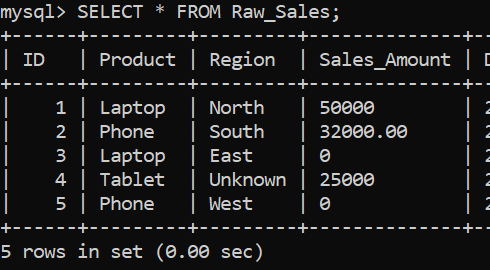 mysql> SELECT * FROM Raw_Sales;
+------+---------+---------+--------------+--
| ID   | Product | Region  | Sales_Amount | D
+------+---------+---------+--------------+--
|    1 | Laptop  | North   | 50000        | 2
|    2 | Phone   | South   | 32000.00     | 2
|    3 | Laptop  | East    | 0            | 2
|    4 | Tablet  | Unknown | 25000        | 2
|    5 | Phone   | West    | 0            | 2
+------+---------+---------+--------------+--
5 rows in set (0.00 sec)